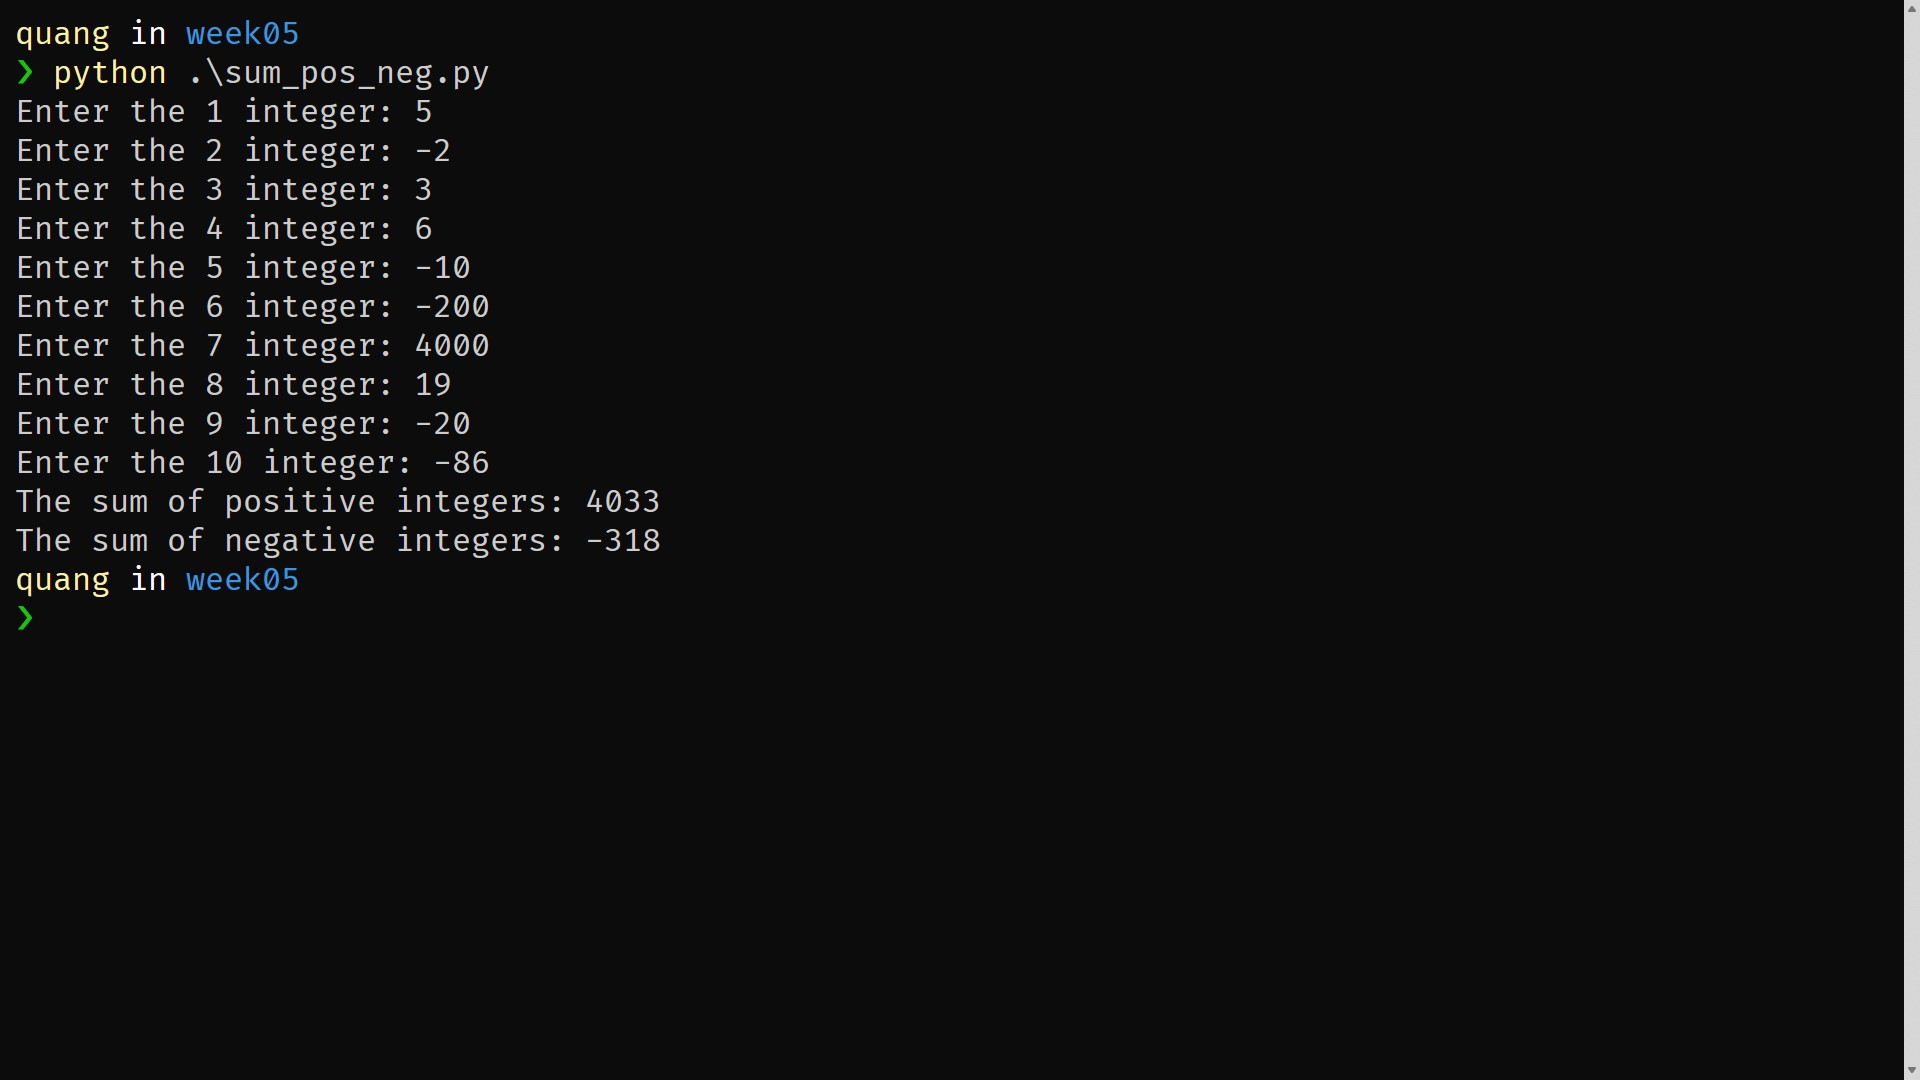 quang in week05
❯ python .\sum_pos_neg.py
Enter the 1 integer: 5
Enter the 2 integer: -2
Enter the 3 integer: 3
Enter the 4 integer: 6
Enter the 5 integer: -10
Enter the 6 integer: -200
Enter the 7 integer: 4000
Enter the 8 integer: 19
Enter the 9 integer: -20
Enter the 10 integer: -86
The sum of positive integers: 4033
The sum of negative integers: -318
quang in week05
❯